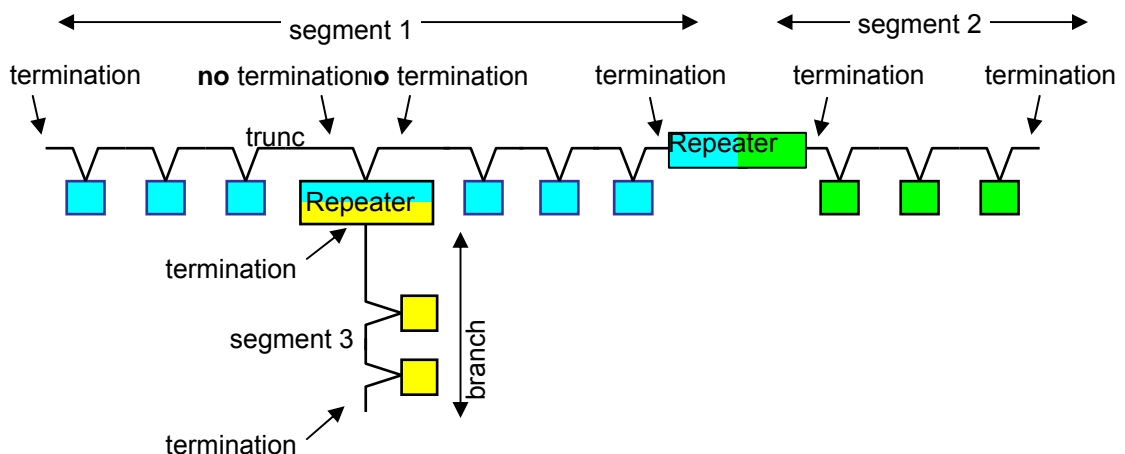 segment 1
segment 2
termination
no termination
o termination
termination
termination
termination
trunc
Repeater
Repeater
termination
segment 3
branch
termination